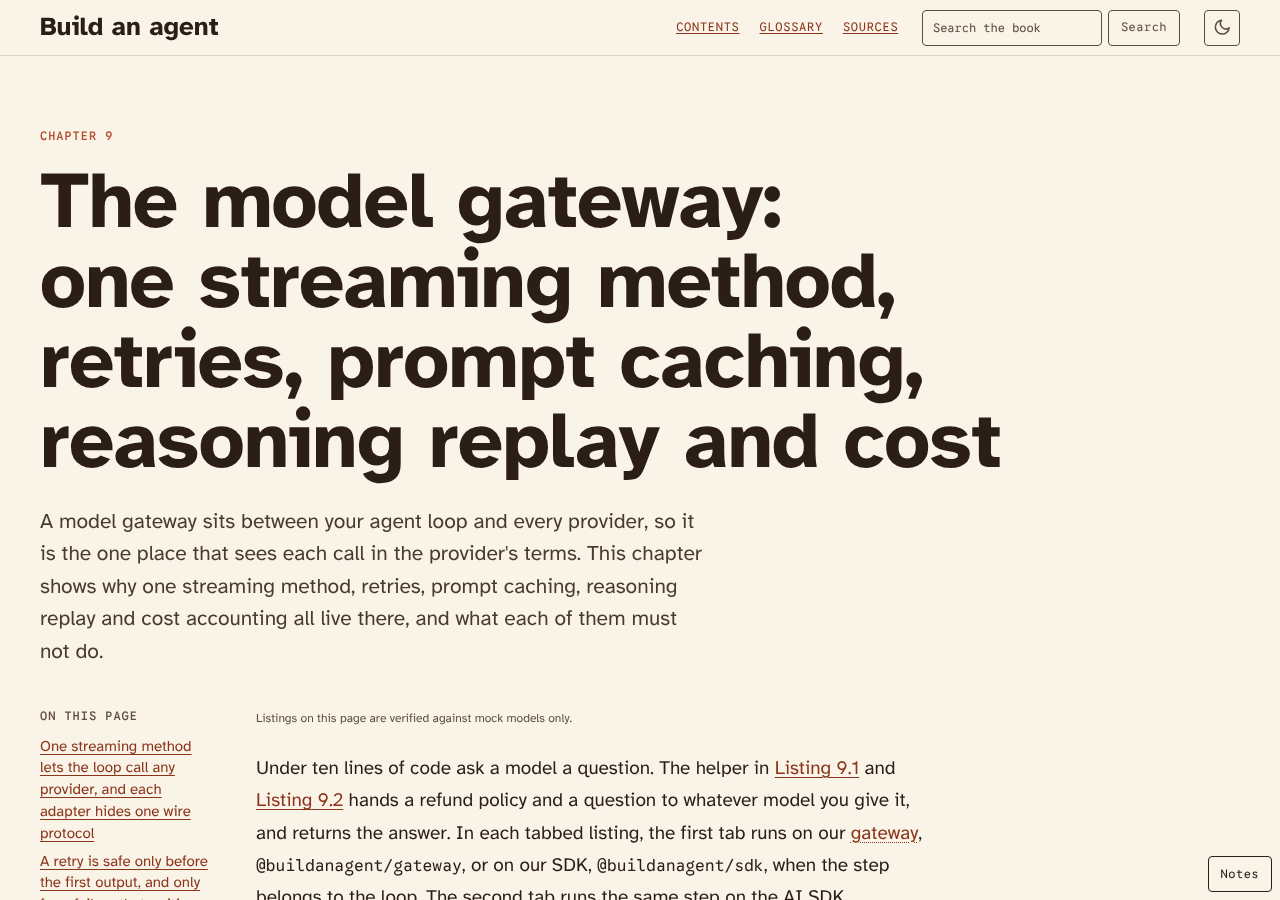 Build an agent
CONTENTS
GLOSSARY
SOURCES
Search the book
Search
CHAPTER 9
The model gateway:
one streaming method,
retries, prompt caching,
reasoning replay and cost
A model gateway sits between your agent loop and every provider, so it
is the one place that sees each call in the provider's terms. This chapter
shows why one streaming method, retries, prompt caching, reasoning
replay and cost accounting all live there, and what each of them must
not do.
ON THIS PAGE
One streaming method
lets the loop call any
provider, and each
adapter hides one wire
protocol
A retry is safe only before
the first output, and only
Listings on this page are verified against mock models only.
Under ten lines of code ask a model a question. The helper in Listing 9.1 and
Listing 9.2 hands a refund policy and a question to whatever model you give it,
and returns the answer. In each tabbed listing, the first tab runs on our gateway,
@buildanagent/gateway, or on our SDK, @buildanagent/sdk, when the step
belongs to the loop. The second tab runs the same step on the AI SDK.
Notes